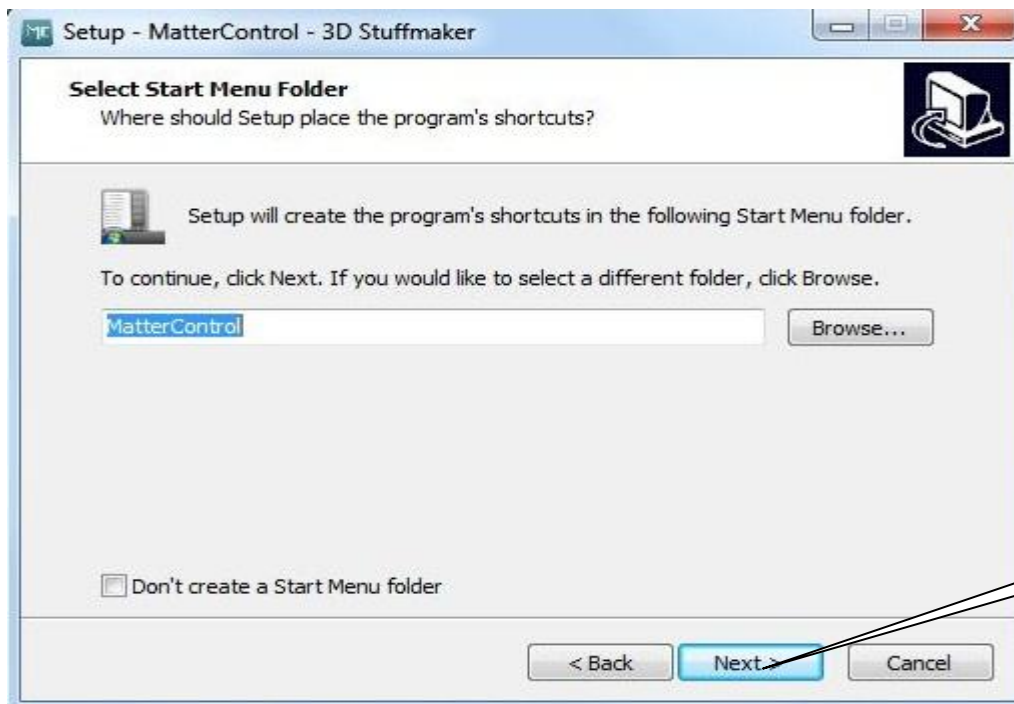 MC Setup - MatterControl - 3D Stuffmaker
Select Start Menu Folder
Where should Setup place the program's shortcuts?
Setup will create the program's shortcuts in the following Start Menu folder.
To continue, click Next. If you would like to select a different folder, click Browse.
MatterControl Browse...
Don't create a Start Menu folder
< Back Next > Cancel